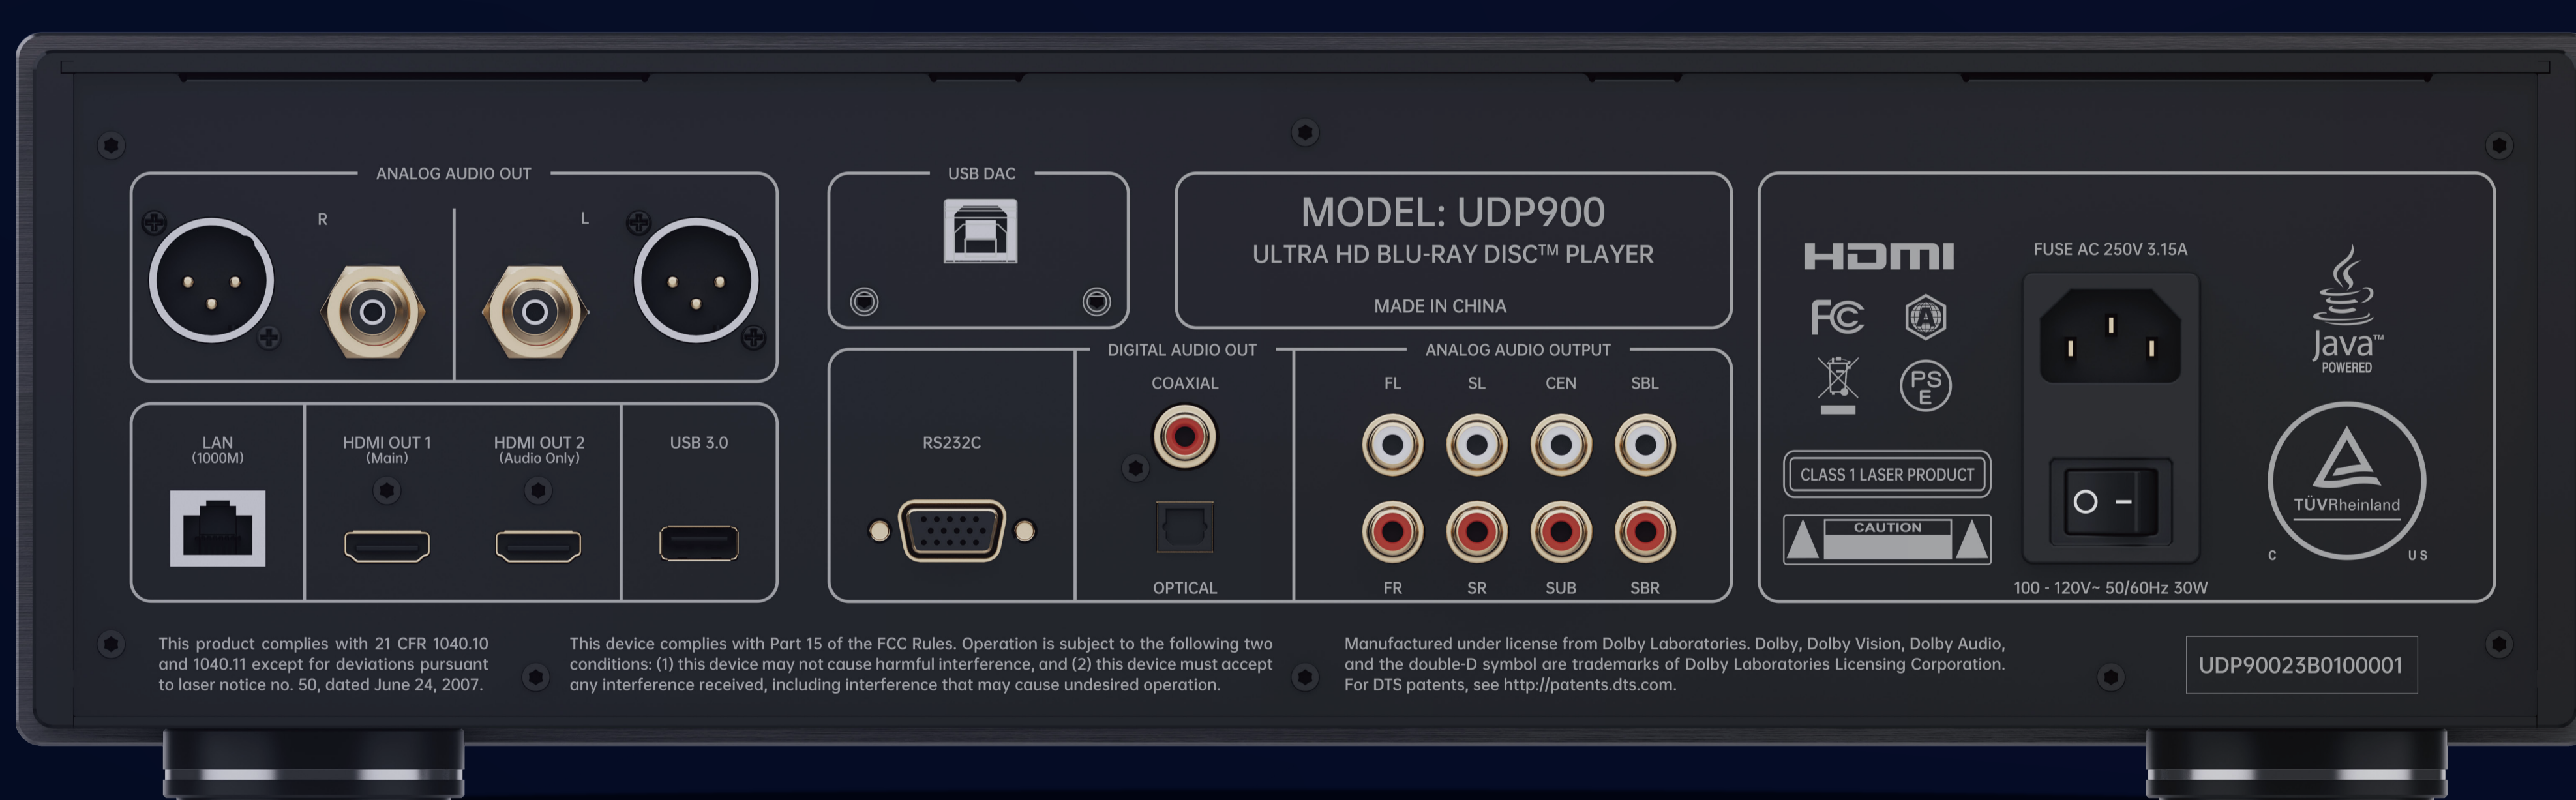 ANALOG AUDIO OUT
R
L
USB DAC
MODEL: UDP900
ULTRA HD BLU-RAY DISC™ PLAYER
MADE IN CHINA
HDMI
FC
A
PS
E
CLASS 1 LASER PRODUCT
CAUTION
FUSE AC 250V 3.15A
O –
100 - 120V~ 50/60Hz 30W
Java™
POWERED
TÜVRheinland
C US
LAN
(1000M)
HDMI OUT 1
(Main)
HDMI OUT 2
(Audio Only)
USB 3.0
RS232C
DIGITAL AUDIO OUT
COAXIAL
OPTICAL
ANALOG AUDIO OUTPUT
FL SL CEN SBL
FR SR SUB SBR
This product complies with 21 CFR 1040.10
and 1040.11 except for deviations pursuant
to laser notice no. 50, dated June 24, 2007.
This device complies with Part 15 of the FCC Rules. Operation is subject to the following two
conditions: (1) this device may not cause harmful interference, and (2) this device must accept
any interference received, including interference that may cause undesired operation.
Manufactured under license from Dolby Laboratories. Dolby, Dolby Vision, Dolby Audio,
and the double-D symbol are trademarks of Dolby Laboratories Licensing Corporation.
For DTS patents, see http://patents.dts.com.
UDP90023B0100001